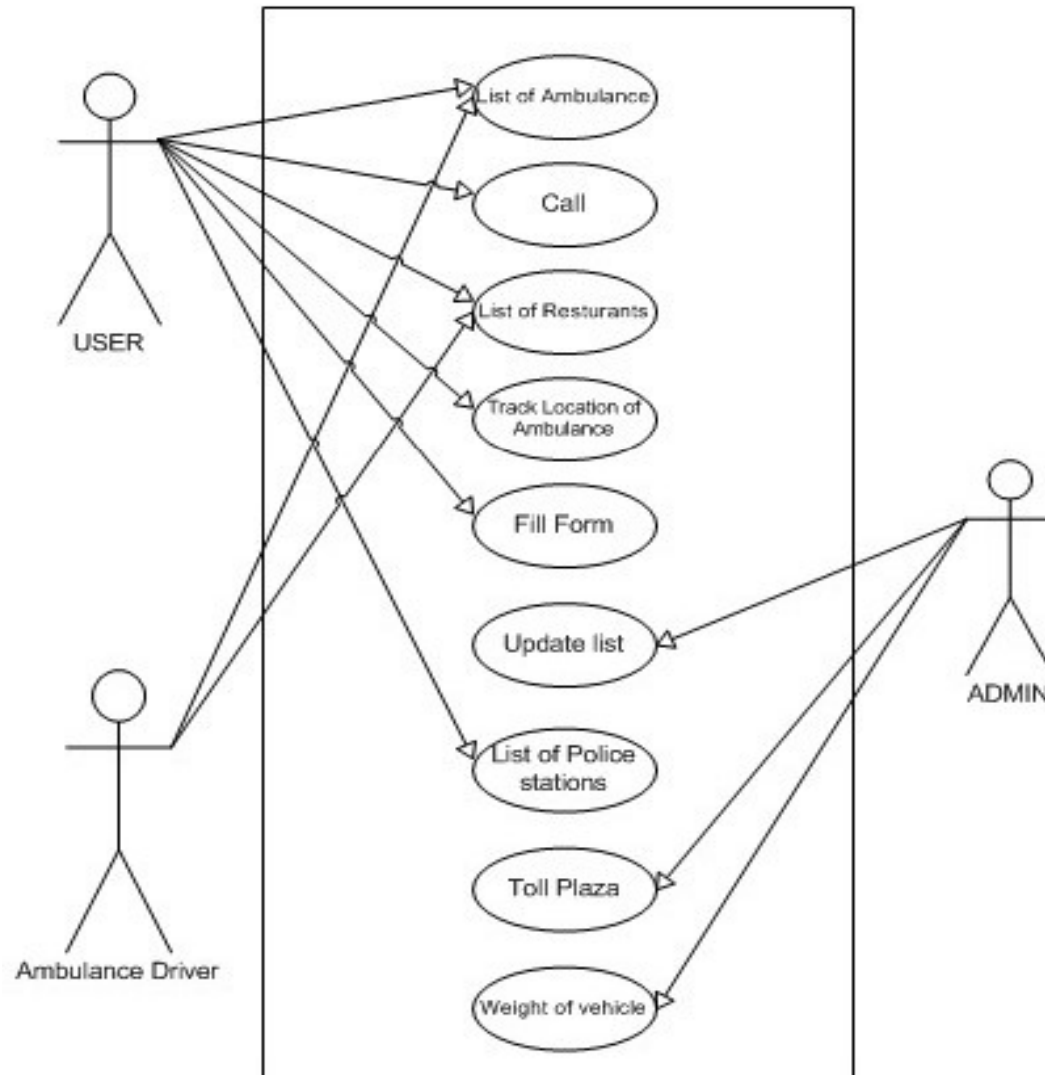 List of Ambulance
Call
USER
List of Resturants
Track Location of
Ambulance
Fill Form
Update list
ADMIN
List of Police
stations
Toll Plaza
Ambulance Driver
Weight of vehicle